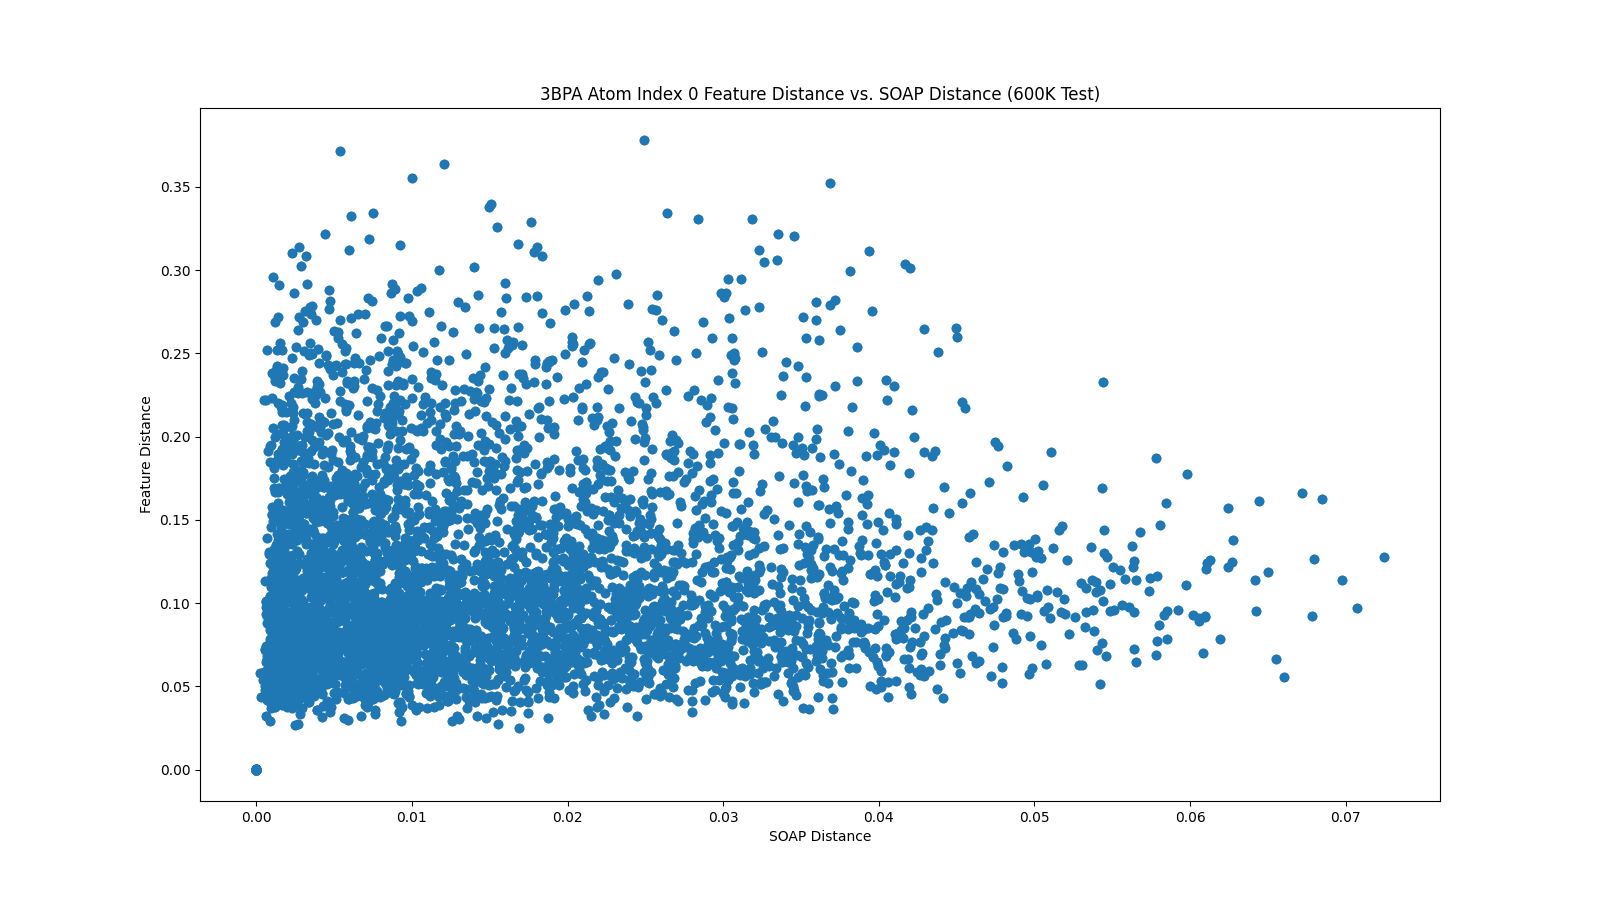 3BPA Atom Index 0 Feature Distance vs. SOAP Distance (600K Test)
Feature Distance
0.35
0.30
0.25
0.20
0.15
0.10
0.05
0.00
0.00 0.01 0.02 0.03 0.04 0.05 0.06 0.07
SOAP Distance